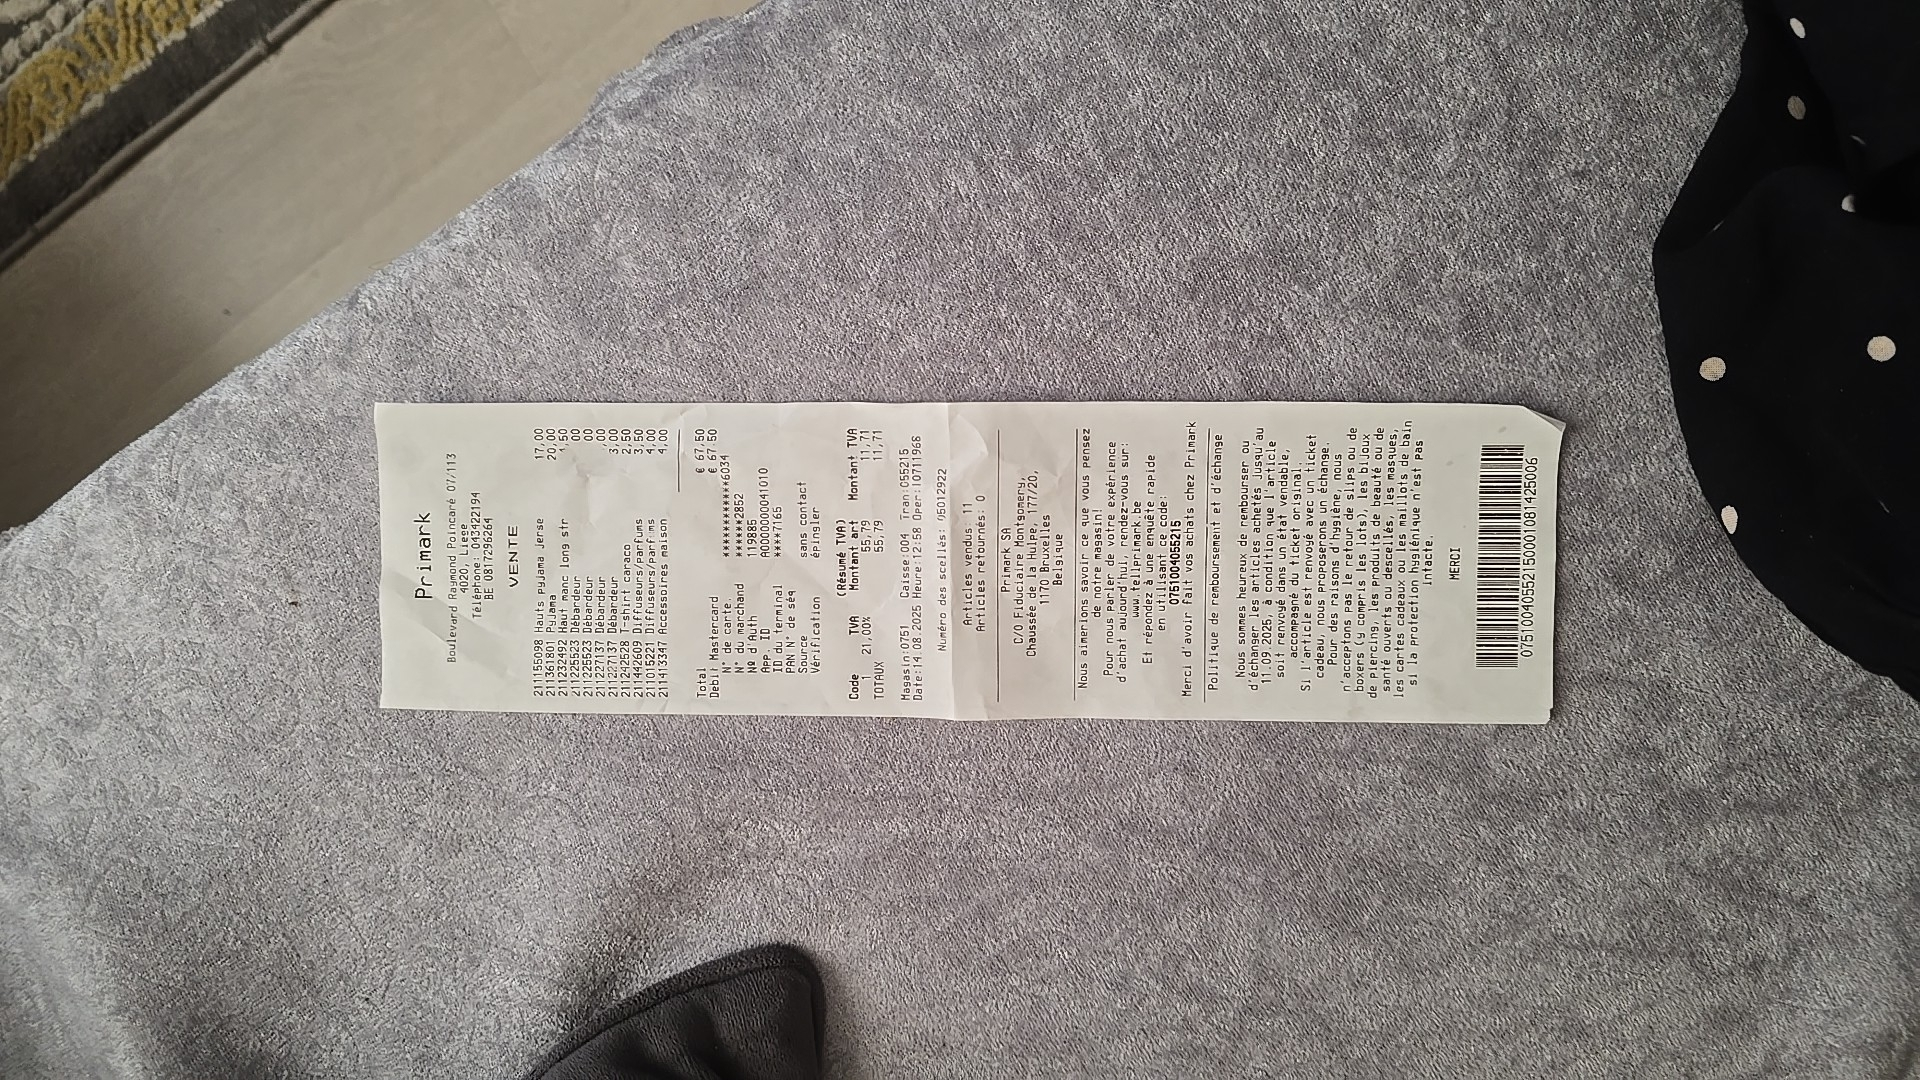 Primark
Boulevard Raymond Poincaré 07/113
4020, Liege
Téléphone.043422194
BE 0817296264
VENTE
211155098 Hauts pyjama Jerse 17,00
211361801 Pyjama 20,00
211232492 Haut manc long str ,50
211225523 Débardeur ,00
211225523 Débardeur ,00
211227137 Débardeur ,00
211227137 Débardeur 3,00
211242528 T-shirt caraco 2,50
211442609 Diffuseurs/parfums 3,50
211015221 Diffuseurs/parfums 4,00
211413347 Accessoires maison 4,00
Total € 67,50
Debit Mastercard € 67,50
N° de carte ************6034
N° du marchand ******2852
Nº d'Auth 119885
App. ID A0000000041010
ID du terminal ****7165
PAN N° de séq
Source sans contact
Vérification épingler
(Résumé TVA)
Code TVA Montant art Montant TVA
1 21,00% 55,79 11,71
TOTAUX 55,79 11,71
Magasin:0751 Caisse:004 Tran:055215
Date:14.08.2025 Heure:12:58 Oper:10711968
Numéro des scellés: 05012922
Articles vendus: 11
Articles retournés: 0
Primark SA
C/O Fiduciaire Montgomery,
Chaussée de la Hulpe, 177/20,
1170 Bruxelles
Belgique
Nous aimerions savoir ce que vous pensez
de notre magasin!
Pour nous parler de votre expérience
d'achat aujourd'hui, rendez-vous sur:
www.tellprimark.be
Et répondez à une enquête rapide
en utilisant ce code:
0751004055215
Merci d'avoir fait vos achats chez Primark
Politique de remboursement et d'échange
Nous sommes heureux de rembourser ou
d'échanger les articles achetés jusqu'au
11.09.2025, à condition que l'article
soit renvoyé dans un état vendable,
accompagné du ticket original.
Si l'article est renvoyé avec un ticket
cadeau, nous proposerons un échange.
Pour des raisons d'hygiène, nous
n'acceptons pas le retour de slips ou de
boxers (y compris les lots), les bijoux
de piercing, les produits de beauté ou de
santé ouverts ou descellés, les masques,
les cartes cadeaux ou les maillots de bain
si la protection hygiénique n'est pas
intacte.
MERCI
07510040552150001081425006